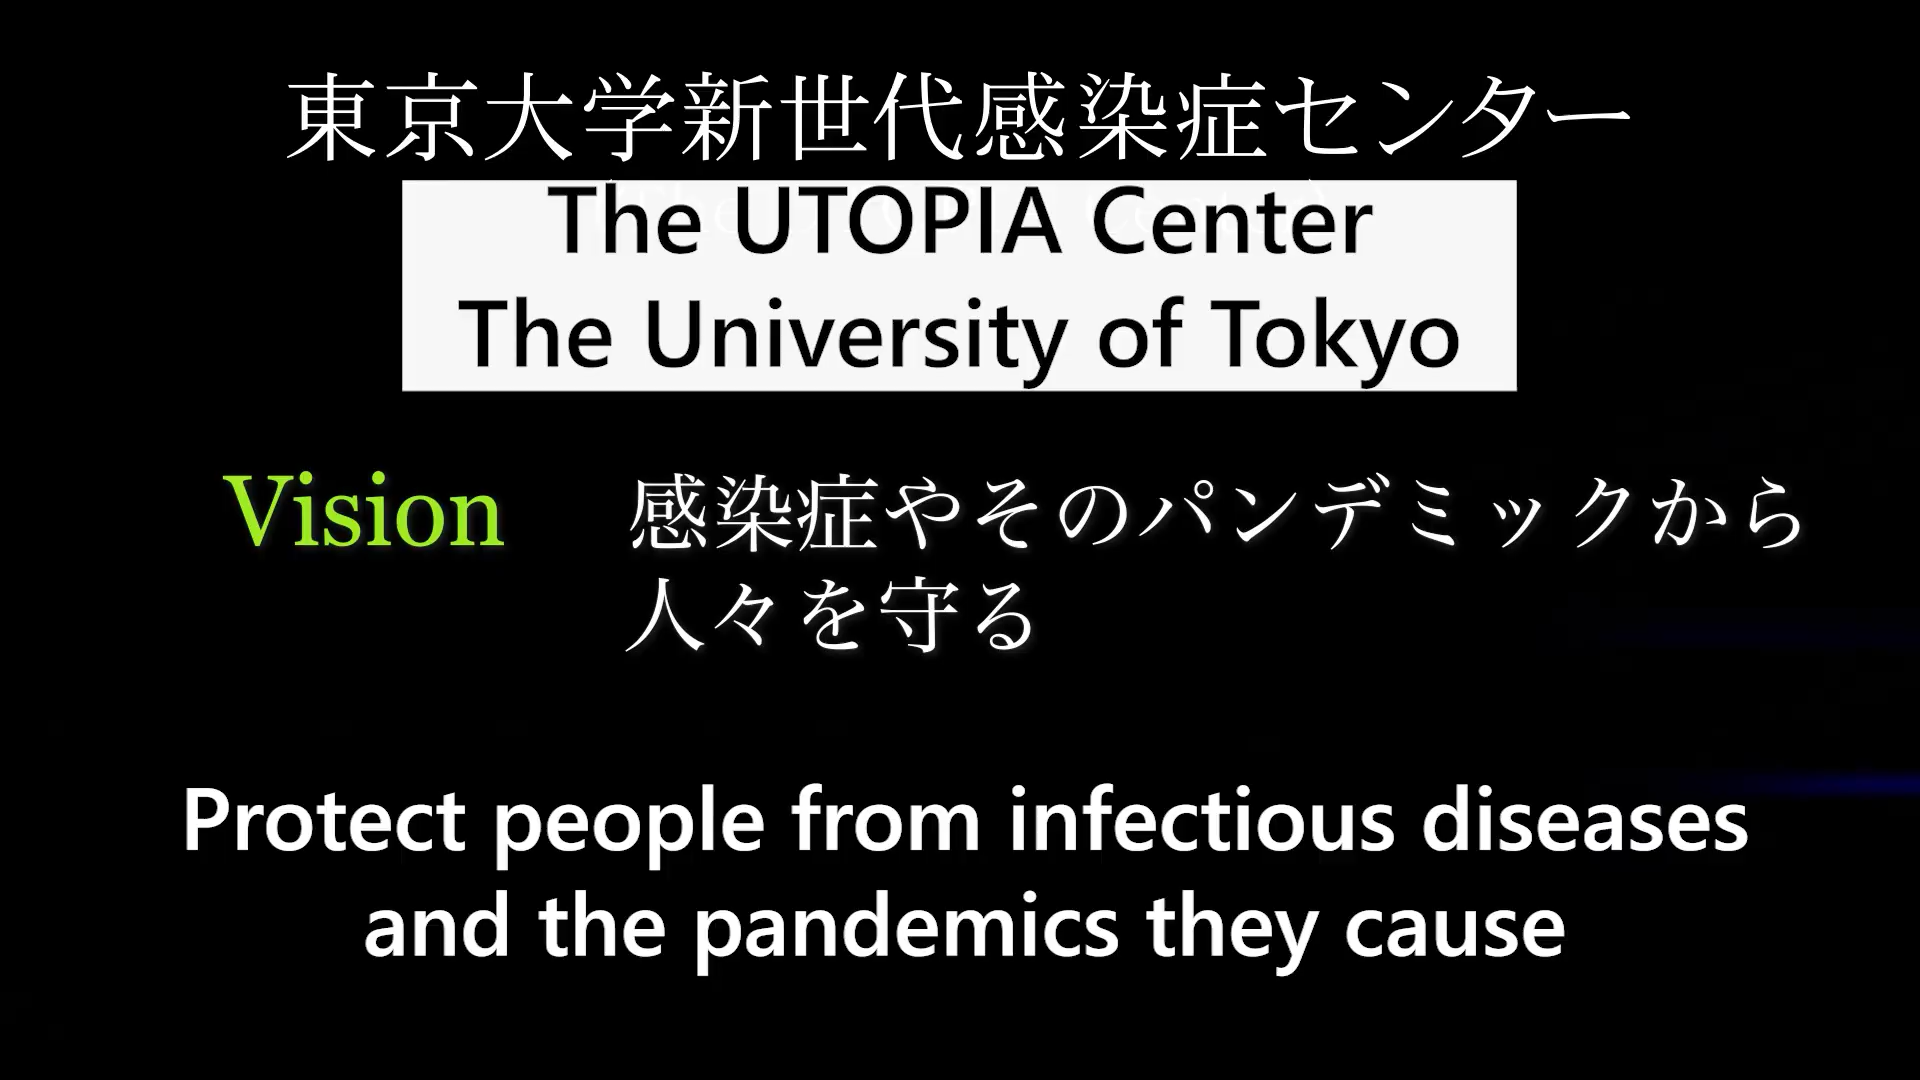 東京大学新世代感染症センター
The UTOPIA Center
The University of Tokyo
Vision
感染症やそのパンデミックから
人々を守る
Protect people from infectious diseases
and the pandemics they cause